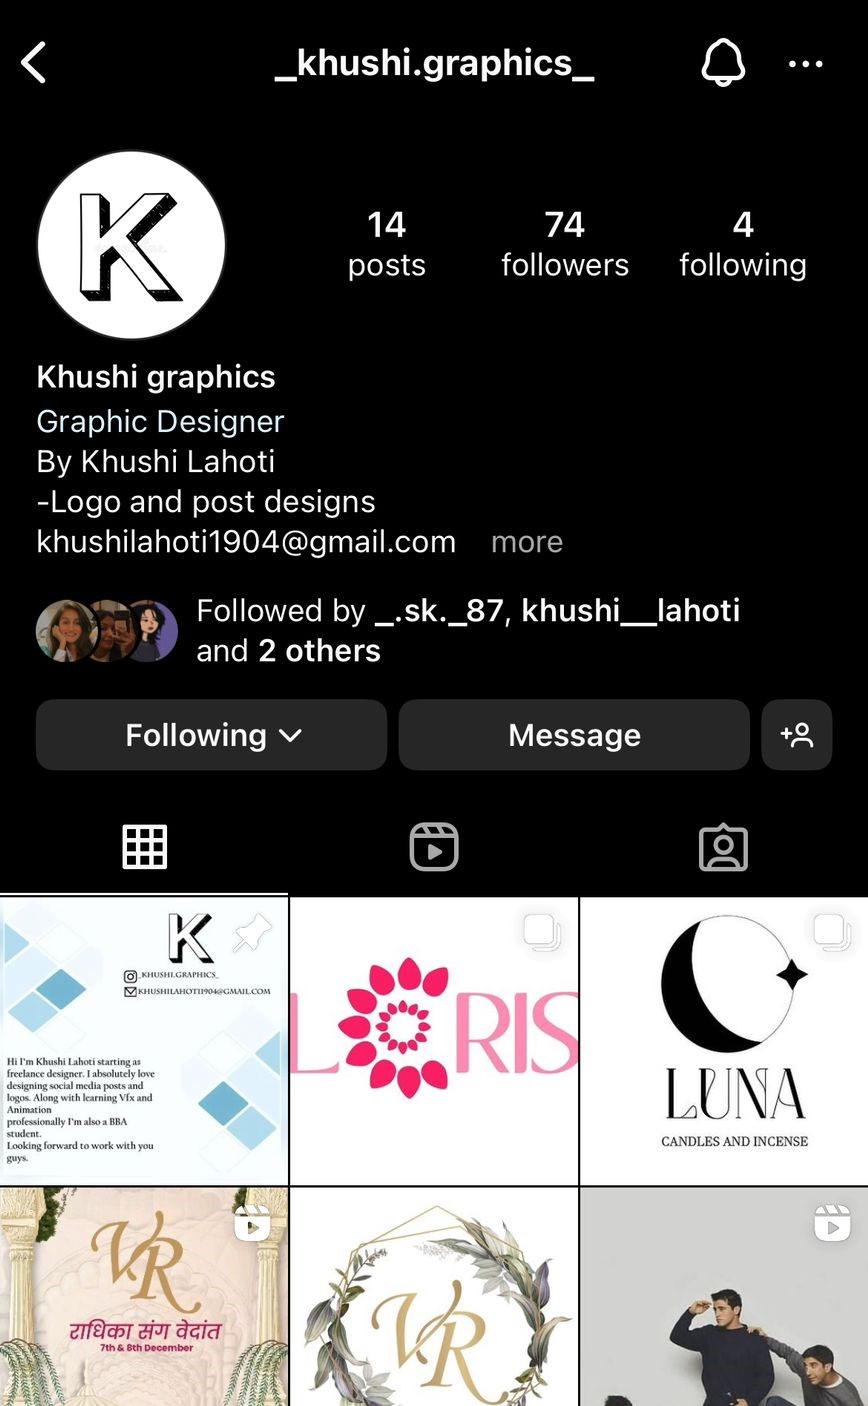 _khushi.graphics_
K
14
74
4
posts
followers
following
Khushi graphics
Graphic Designer
By Khushi Lahoti
-Logo and post designs
khushilahoti1904@gmail.com more
Followed by _.sk._87, khushi__lahoti
and 2 others
Following
Message
K
_KHUSHI.GRAPHICS_
KHUSHILAHOTI1904@GMAIL.COM
Hi I'm Khushi Lahoti starting as
freelance designer. I absolutely love
designing social media posts and
logos. Along with learning Vfx and
Animation
professionally I'm also a BBA
student.
Looking forward to work with you
guys.
L RIS
LUNA
CANDLES AND INCENSE
VR
राधिका संग वेदांत
7th & 8th December
VR